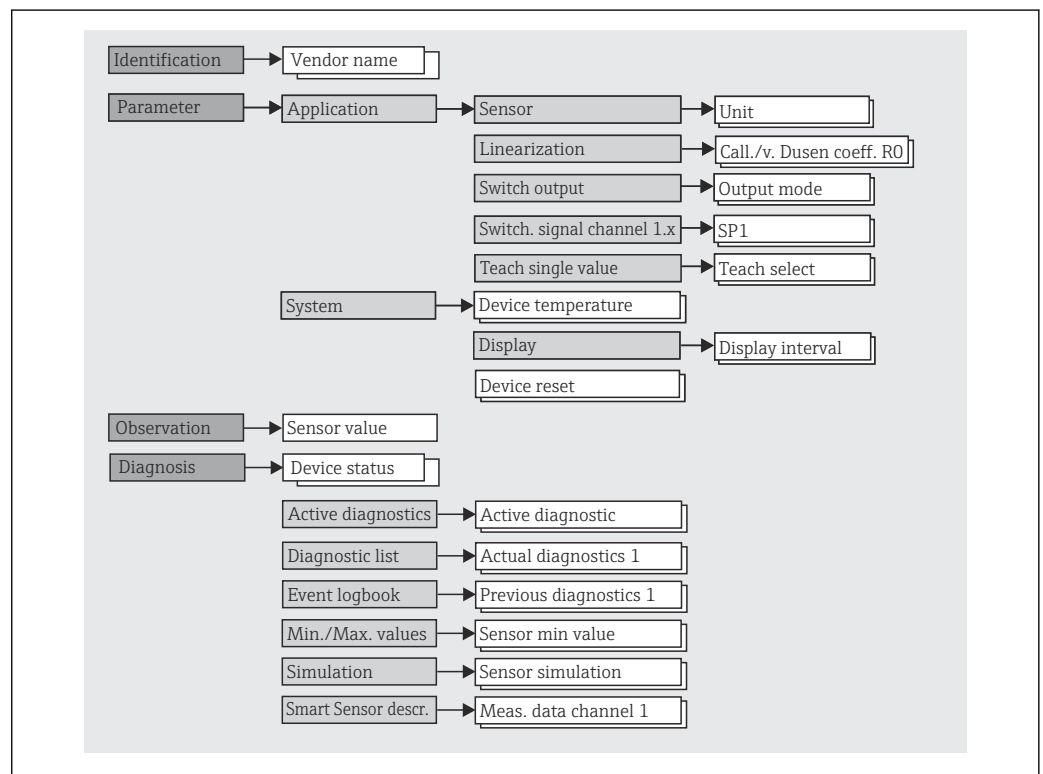 Identification Vendor name
Parameter Application Sensor Unit
Linearization Call./v. Dusen coeff. R0
Switch output Output mode
Switch. signal channel 1.x SP1
Teach single value Teach select
System Device temperature
Display Display interval
Device reset
Observation Sensor value
Diagnosis Device status
Active diagnostics Active diagnostic
Diagnostic list Actual diagnostics 1
Event logbook Previous diagnostics 1
Min./Max. values Sensor min value
Simulation Sensor simulation
Smart Sensor descr. Meas. data channel 1